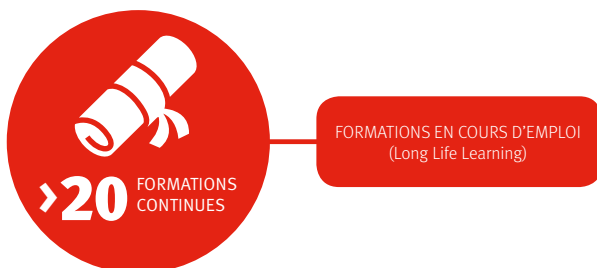 >20 FORMATIONS
CONTINUES
FORMATIONS EN COURS D'EMPLOI
(Long Life Learning)